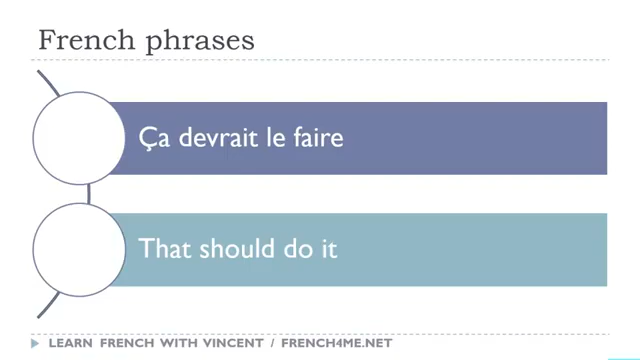 French phrases
Ça devrait le faire
That should do it
LEARN FRENCH WITH VINCENT / FRENCH4ME.NET